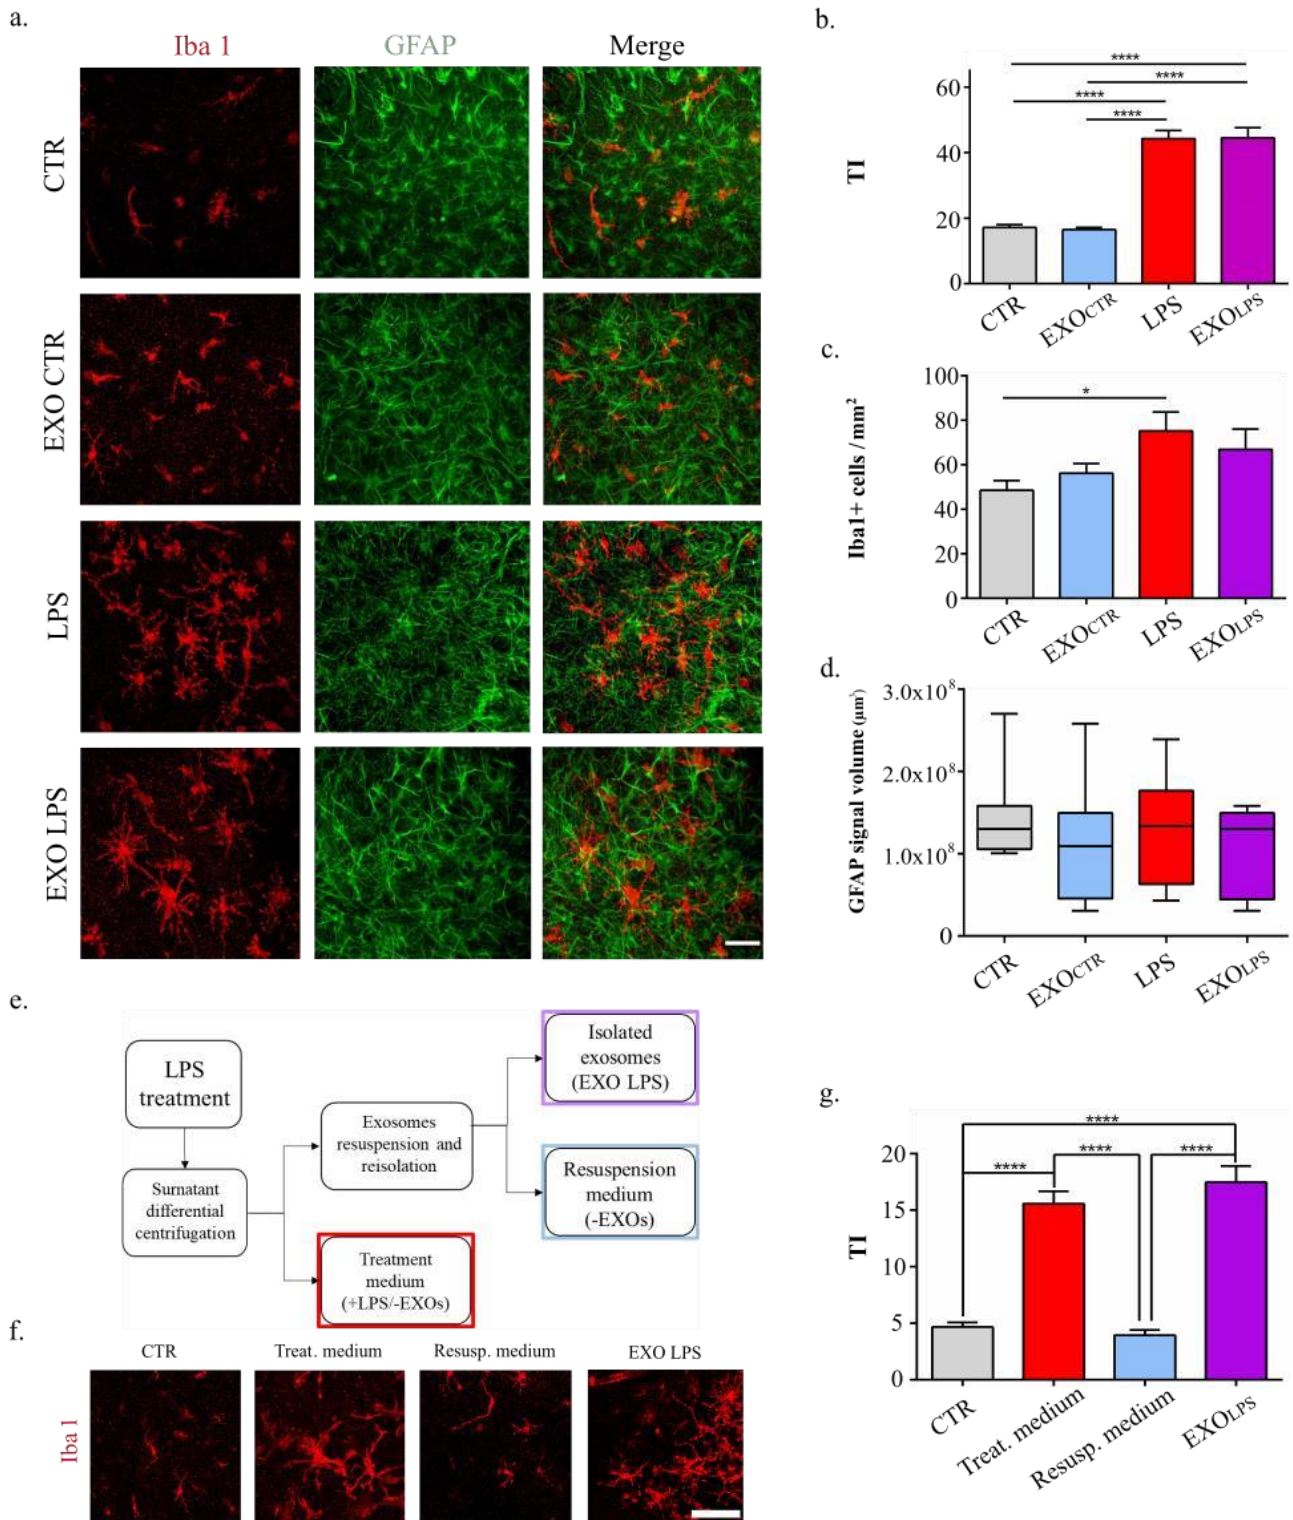 a.
Iba 1
GFAP
Merge
CTR
EXO CTR
LPS
EXO LPS
b.
TI
60
40
20
0
****
****
****
****
CTR
EXOCTR
LPS
EXOLPS
c.
Iba1+ cells / mm²
100
80
60
40
20
0
*
CTR
EXOCTR
LPS
EXOLPS
d.
GFAP signal volume (µm³)
3.0x10⁸
2.0x10⁸
1.0x10⁸
0
CTR
EXOCTR
LPS
EXOLPS
e.
LPS
treatment
Surnatant
differential
centrifugation
Exosomes
resuspension and
reisolation
Treatment
medium
(+LPS/-EXOs)
Isolated
exosomes
(EXO LPS)
Resuspension
medium
(-EXOs)
f.
CTR
Treat. medium
Resusp. medium
EXO LPS
Iba 1
g.
TI
20
15
10
5
0
****
****
****
****
CTR
Treat. medium
Resusp. medium
EXOLPS